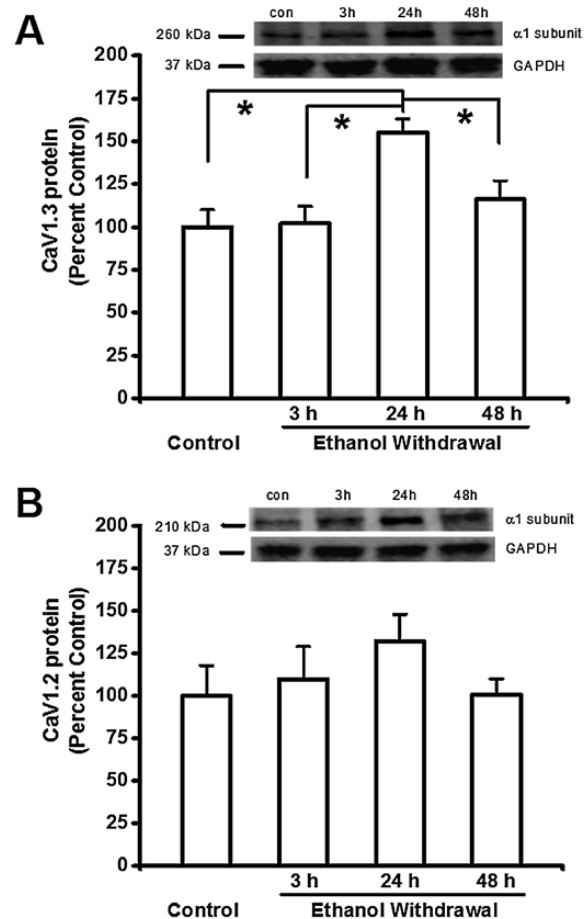 A
con 3h 24h 48h
260 kDa α1 subunit
37 kDa GAPDH
CaV1.3 protein
(Percent Control)
175
150
125
100
75
50
25
0
* * *
3 h 24 h 48 h
Control Ethanol Withdrawal
B
con 3h 24h 48h
210 kDa α1 subunit
37 kDa GAPDH
CaV1.2 protein
(Percent Control)
200
175
150
125
100
75
50
25
0
3 h 24 h 48 h
Control Ethanol Withdrawal